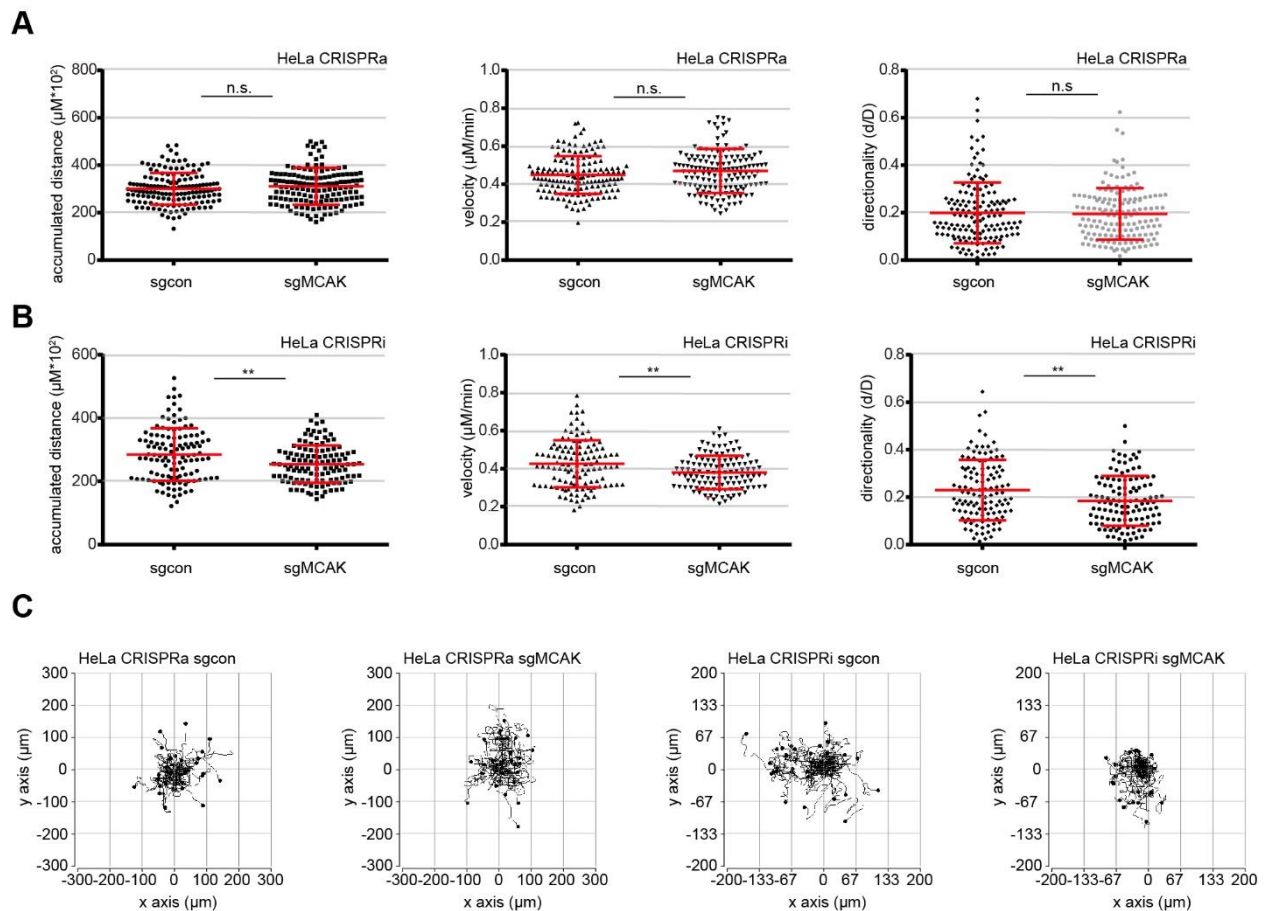 A
HeLa CRISPRa
accumulated distance (µM*10²)
800
600
400
200
0
n.s.
sgcon
sgMCAK
HeLa CRISPRa
velocity (µM/min)
1.0
0.8
0.6
0.4
0.2
0.0
n.s.
sgcon
sgMCAK
HeLa CRISPRa
directionality (d/D)
0.8
0.6
0.4
0.2
0.0
n.s
sgcon
sgMCAK
B
HeLa CRISPRi
accumulated distance (µM*10²)
600
400
200
0
**
sgcon
sgMCAK
HeLa CRISPRi
velocity (µM/min)
1.0
0.8
0.6
0.4
0.2
0.0
**
sgcon
sgMCAK
HeLa CRISPRi
directionality (d/D)
0.8
0.6
0.4
0.2
0.0
**
sgcon
sgMCAK
C
HeLa CRISPRa sgcon
y axis (µm)
300
200
100
0
-100
-200
-300
-300-200-100 0 100 200 300
x axis (µm)
HeLa CRISPRa sgMCAK
y axis (µm)
300
200
100
0
-100
-200
-300
-300-200-100 0 100 200 300
x axis (µm)
HeLa CRISPRi sgcon
y axis (µm)
200
133
67
0
-67
-133
-200
-200-133-67 0 67 133 200
x axis (µm)
HeLa CRISPRi sgMCAK
y axis (µm)
200
133
67
0
-67
-133
-200
-200-133-67 0 67 133 200
x axis (µm)